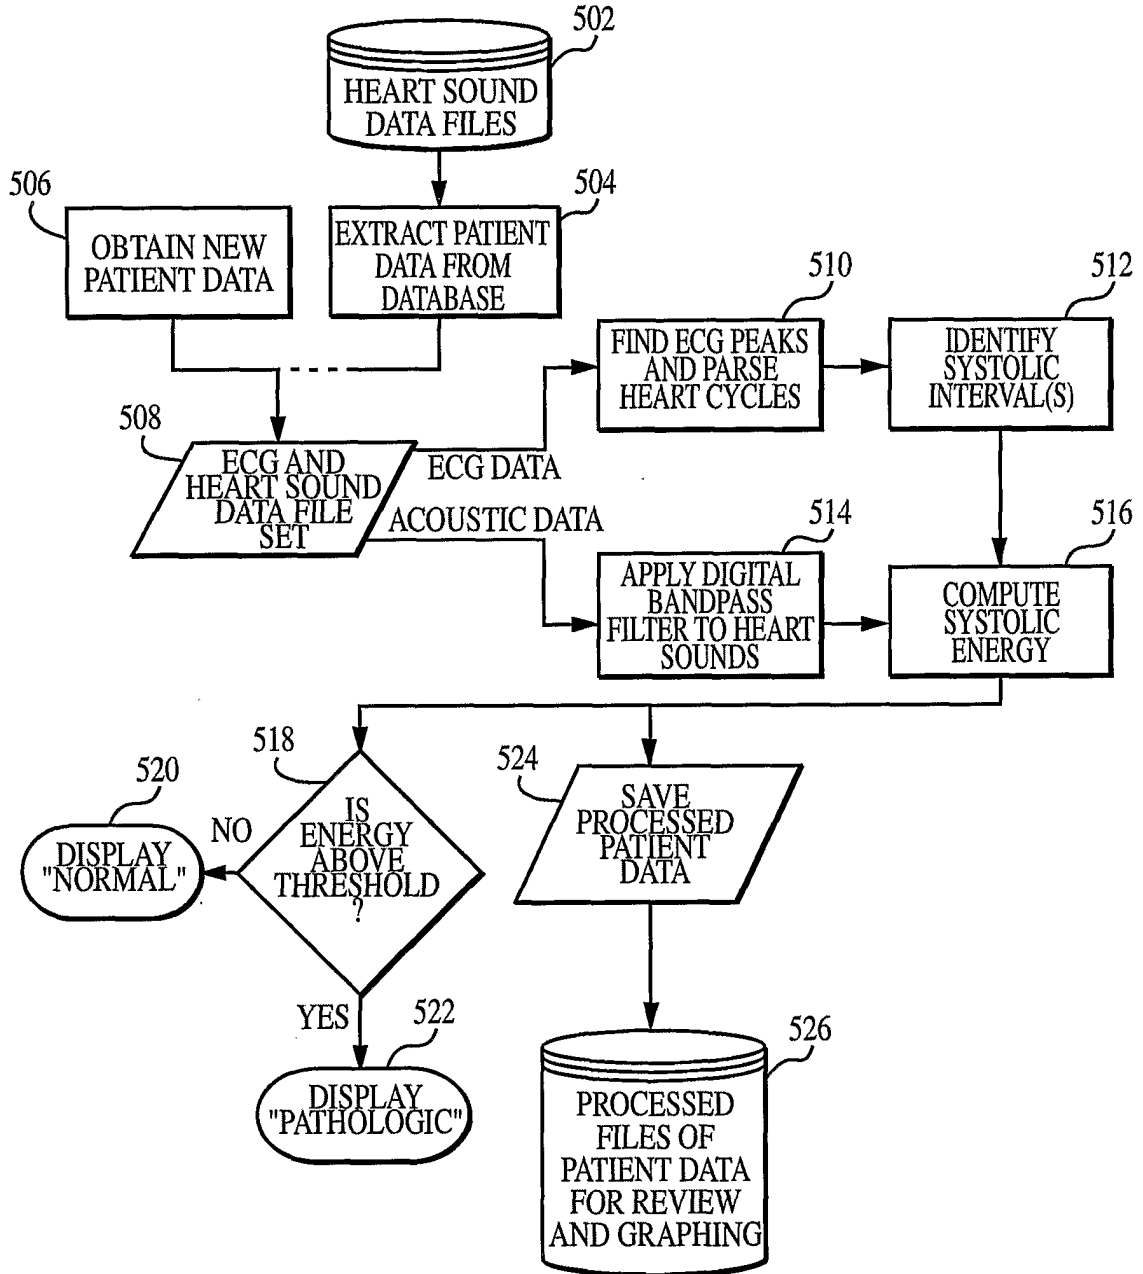 502
HEART SOUND
DATA FILES
506
504
OBTAIN NEW
PATIENT DATA
EXTRACT PATIENT
DATA FROM
DATABASE
510
512
FIND ECG PEAKS
AND PARSE
HEART CYCLES
IDENTIFY
SYSTOLIC
INTERVAL(S)
508
ECG AND
HEART SOUND
DATA FILE
SET
ECG DATA
ACOUSTIC DATA
514
516
APPLY DIGITAL
BANDPASS
FILTER TO HEART
SOUNDS
COMPUTE
SYSTOLIC
ENERGY
518
520
524
IS
ENERGY
ABOVE
THRESHOLD
?
NO
DISPLAY
"NORMAL"
SAVE
PROCESSED
PATIENT
DATA
YES
522
DISPLAY
"PATHOLOGIC"
526
PROCESSED
FILES OF
PATIENT DATA
FOR REVIEW
AND GRAPHING